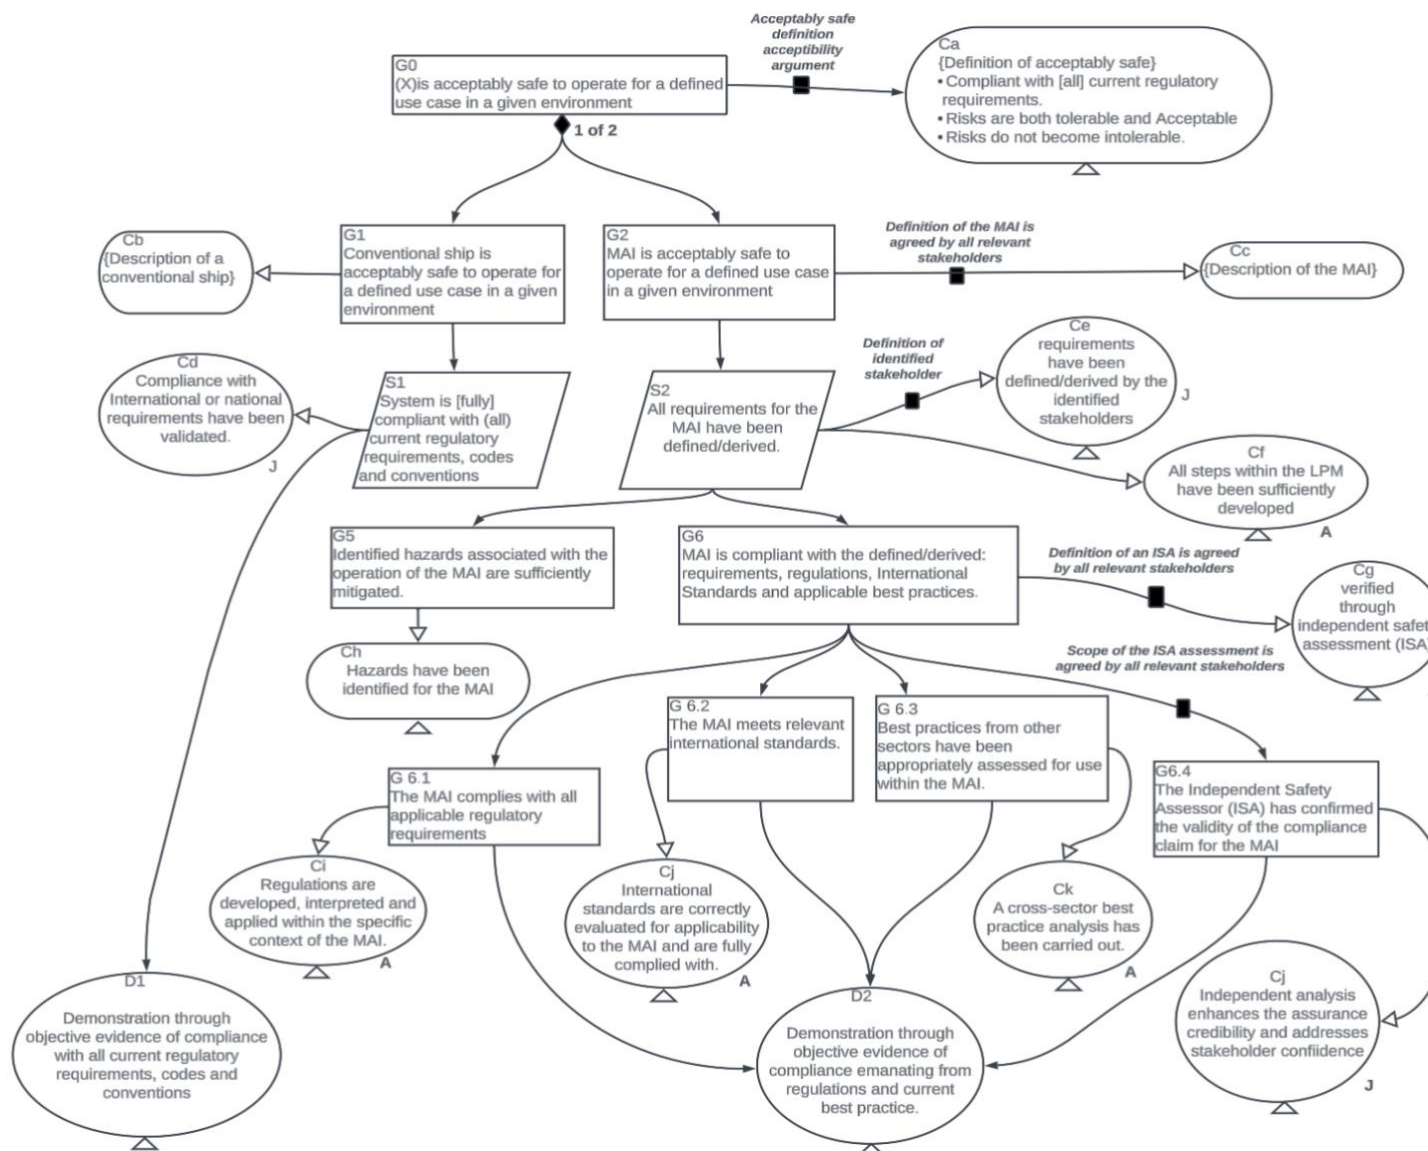 Acceptably safe
definition
acceptibility
argument
G0
(X)is acceptably safe to operate for a defined
use case in a given environment
1 of 2
Ca
{Definition of acceptably safe}
• Compliant with [all] current regulatory
requirements.
• Risks are both tolerable and Acceptable
• Risks do not become intolerable.
Cb
{Description of a
conventional ship}
G1
Conventional ship is
acceptably safe to operate for
a defined use case in a given
environment
G2
MAI is acceptably safe to
operate for a defined use case
in a given environment
Definition of the MAI is
agreed by all relevant
stakeholders
Cc
{Description of the MAI}
Cd
Compliance with
International or national
requirements have been
validated.
J
S1
System is [fully]
compliant with (all)
current regulatory
requirements, codes
and conventions
S2
All requirements for the
MAI have been
defined/derived.
Definition of
identified
stakeholder
Ce
requirements
have been
defined/derived by the
identified
stakeholders
J
Cf
All steps within the LPM
have been sufficiently
developed
A
G5
Identified hazards associated with the
operation of the MAI are sufficiently
mitigated.
G6
MAI is compliant with the defined/derived:
requirements, regulations, International
Standards and applicable best practices.
Definition of an ISA is agreed
by all relevant stakeholders
Cg
verified
through
independent safet
assessment (ISA)
Ch
Hazards have been
identified for the MAI
Scope of the ISA assessment is
agreed by all relevant stakeholders
G 6.1
The MAI complies with all
applicable regulatory
requirements
G 6.2
The MAI meets relevant
international standards.
G 6.3
Best practices from other
sectors have been
appropriately assessed for use
within the MAI.
G6.4
The Independent Safety
Assessor (ISA) has confirmed
the validity of the compliance
claim for the MAI
Ci
Regulations are
developed, interpreted and
applied within the specific
context of the MAI.
A
Cj
International
standards are correctly
evaluated for applicability
to the MAI and are fully
complied with.
A
Ck
A cross-sector best
practice analysis has
been carried out.
A
Cj
Independent analysis
enhances the assurance
credibility and addresses
stakeholder confiidence
J
D1
Demonstration through
objective evidence of compliance
with all current regulatory
requirements, codes and
conventions
D2
Demonstration through
objective evidence of
compliance emanating from
regulations and current
best practice.